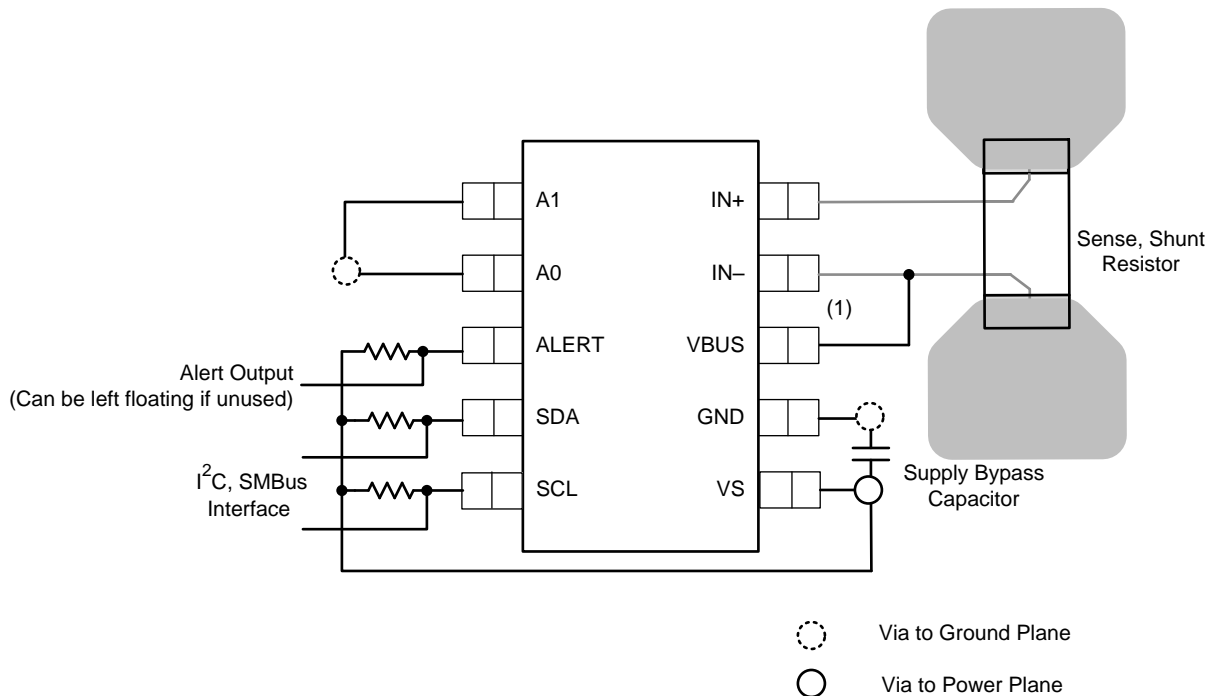 A1
A0
ALERT
SDA
SCL
IN+
IN–
VBUS
GND
VS
(1)
Sense, Shunt
Resistor
Alert Output
(Can be left floating if unused)
I²C, SMBus
Interface
Supply Bypass
Capacitor
Via to Ground Plane
Via to Power Plane